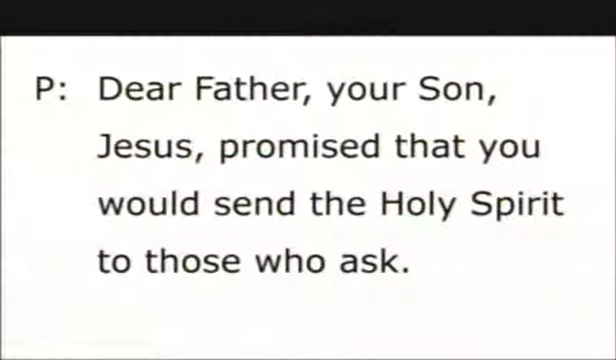 P: Dear Father, your Son,
Jesus, promised that you
would send the Holy Spirit
to those who ask.